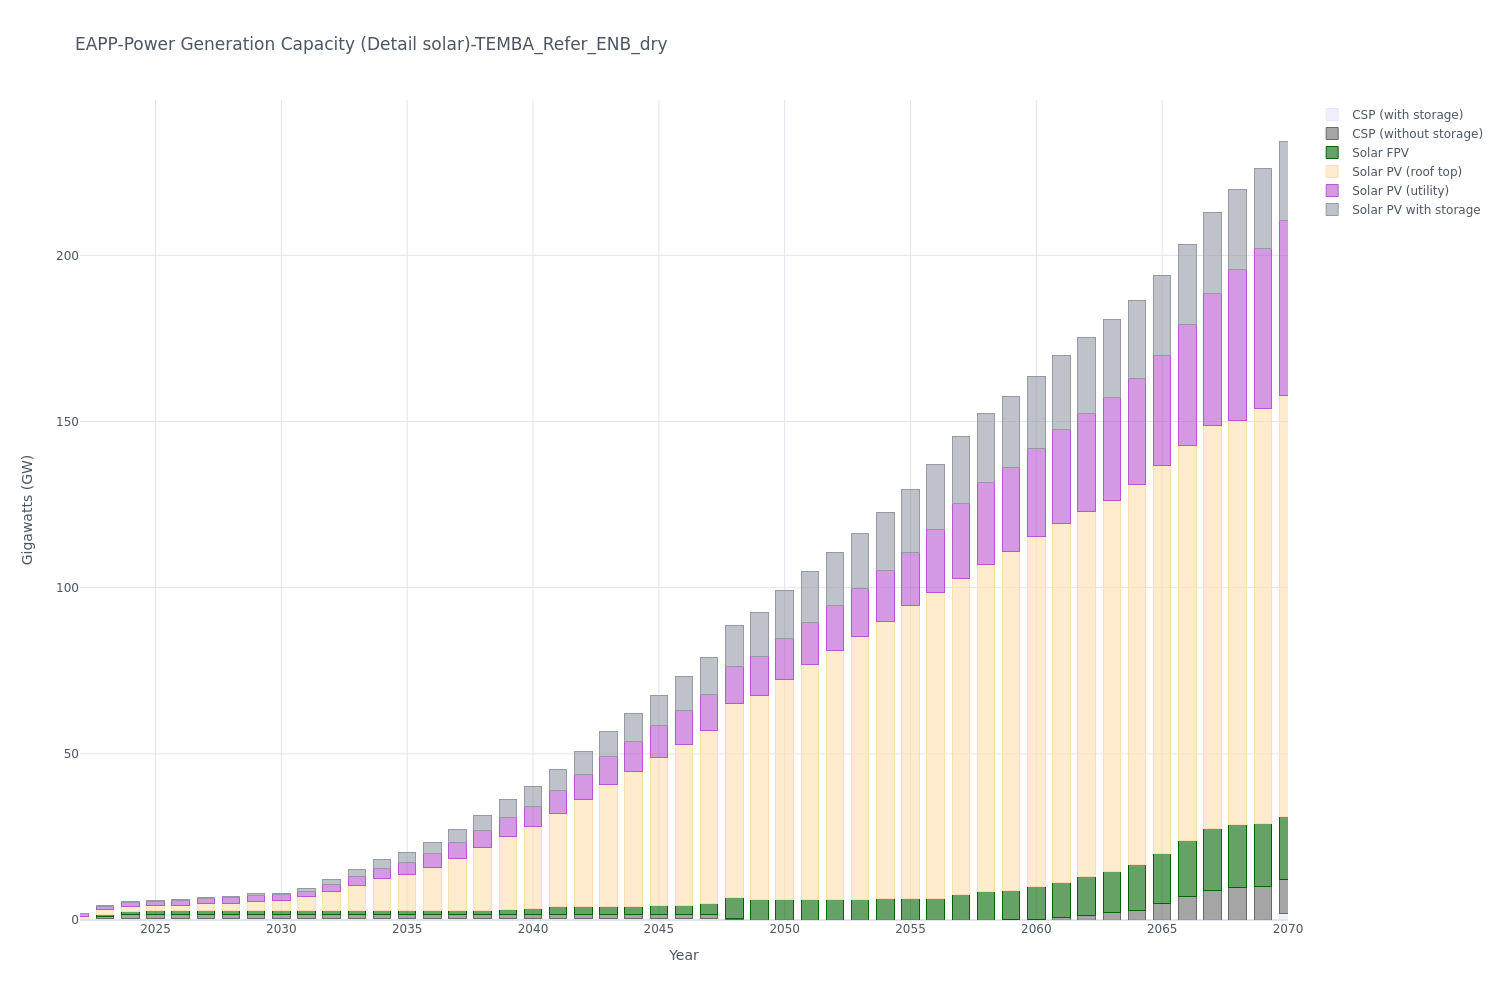 EAPP-Power Generation Capacity (Detail solar)-TEMBA_Refer_ENB_dry
CSP (with storage)
CSP (without storage)
Solar FPV
Solar PV (roof top)
Solar PV (utility)
Solar PV with storage
Gigawatts (GW)
200
150
100
50
0
2025 2030 2035 2040 2045 2050 2055 2060 2065 2070
Year